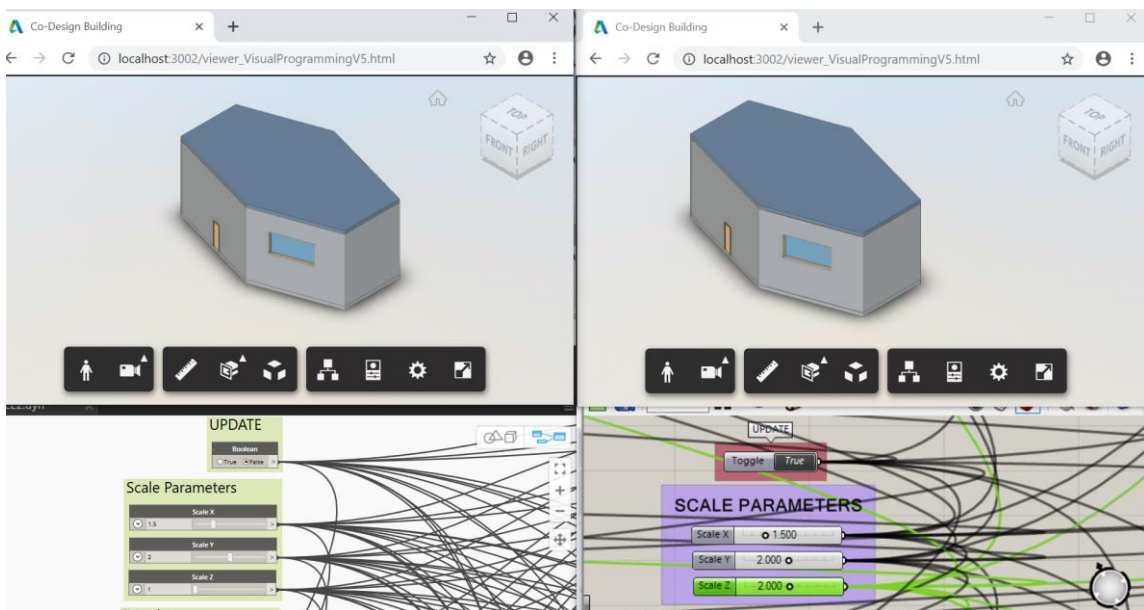 Co-Design Building
localhost:3002/viewer_VisualProgrammingV5.html
TOP
FRONT
RIGHT
Co-Design Building
localhost:3002/viewer_VisualProgrammingV5.html
TOP
FRONT
RIGHT
UPDATE
Boolean
True False
Scale Parameters
Scale X
1.5
Scale Y
2
Scale Z
UPDATE
Toggle True
SCALE PARAMETERS
Scale X 1.500
Scale Y 2.000
Scale Z 2.000